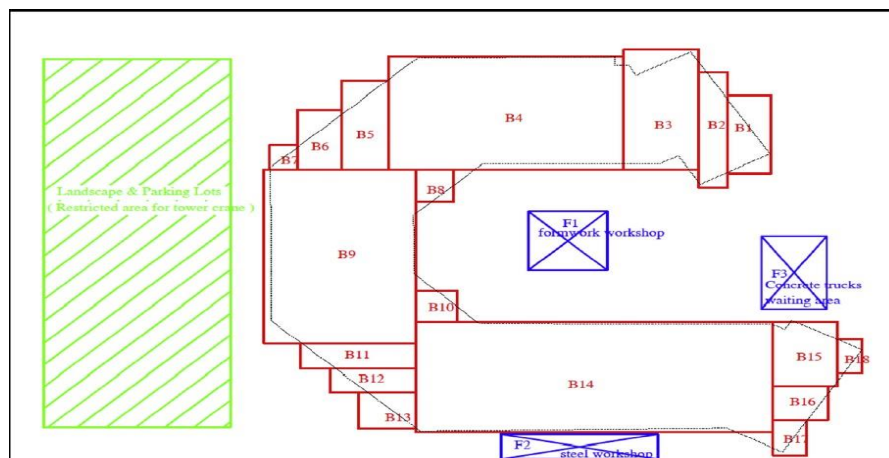 B4
B3
B2
B1
B5
B6
B7
Landscape & Parking Lots
( Restricted area for tower crane )
B8
F1
formwork workshop
B9
F3
Concrete trucks
waiting area
B10
B11
B12
B13
B14
B15
B18
B16
B17
F2
steel workshop